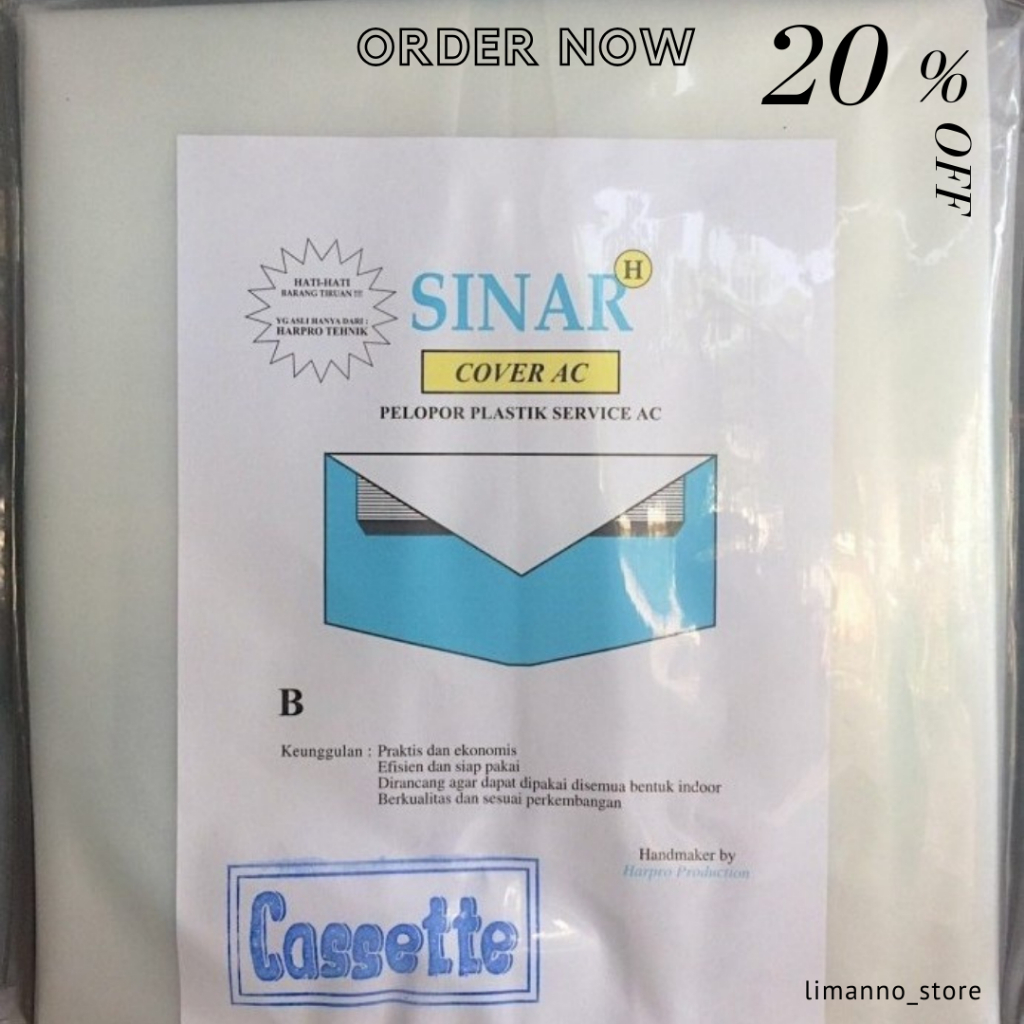 ORDER NOW
20 %
OFF
HATI-HATI
BARANG TIRUAN !!!
YG ASLI HANYA DARI :
HARPRO TEHNIK
SINAR H
COVER AC
PELOPOR PLASTIK SERVICE AC
B
Keunggulan : Praktis dan ekonomis
Efisien dan siap pakai
Dirancang agar dapat dipakai disemua bentuk indoor
Berkualitas dan sesuai perkembangan
Handmaker by
Harpro Production
Cassette
limanno_store